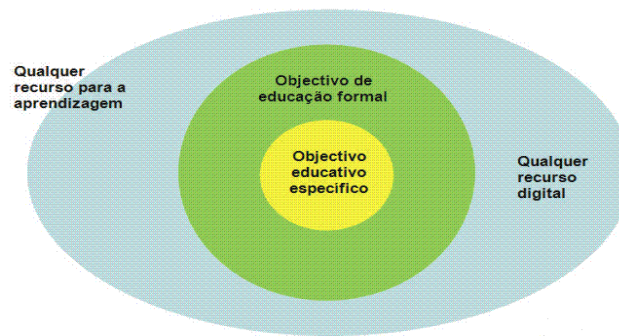 Qualquer
recurso para a
aprendizagem
Objectivo de
educação formal
Objectivo
educativo
específico
Qualquer
recurso
digital